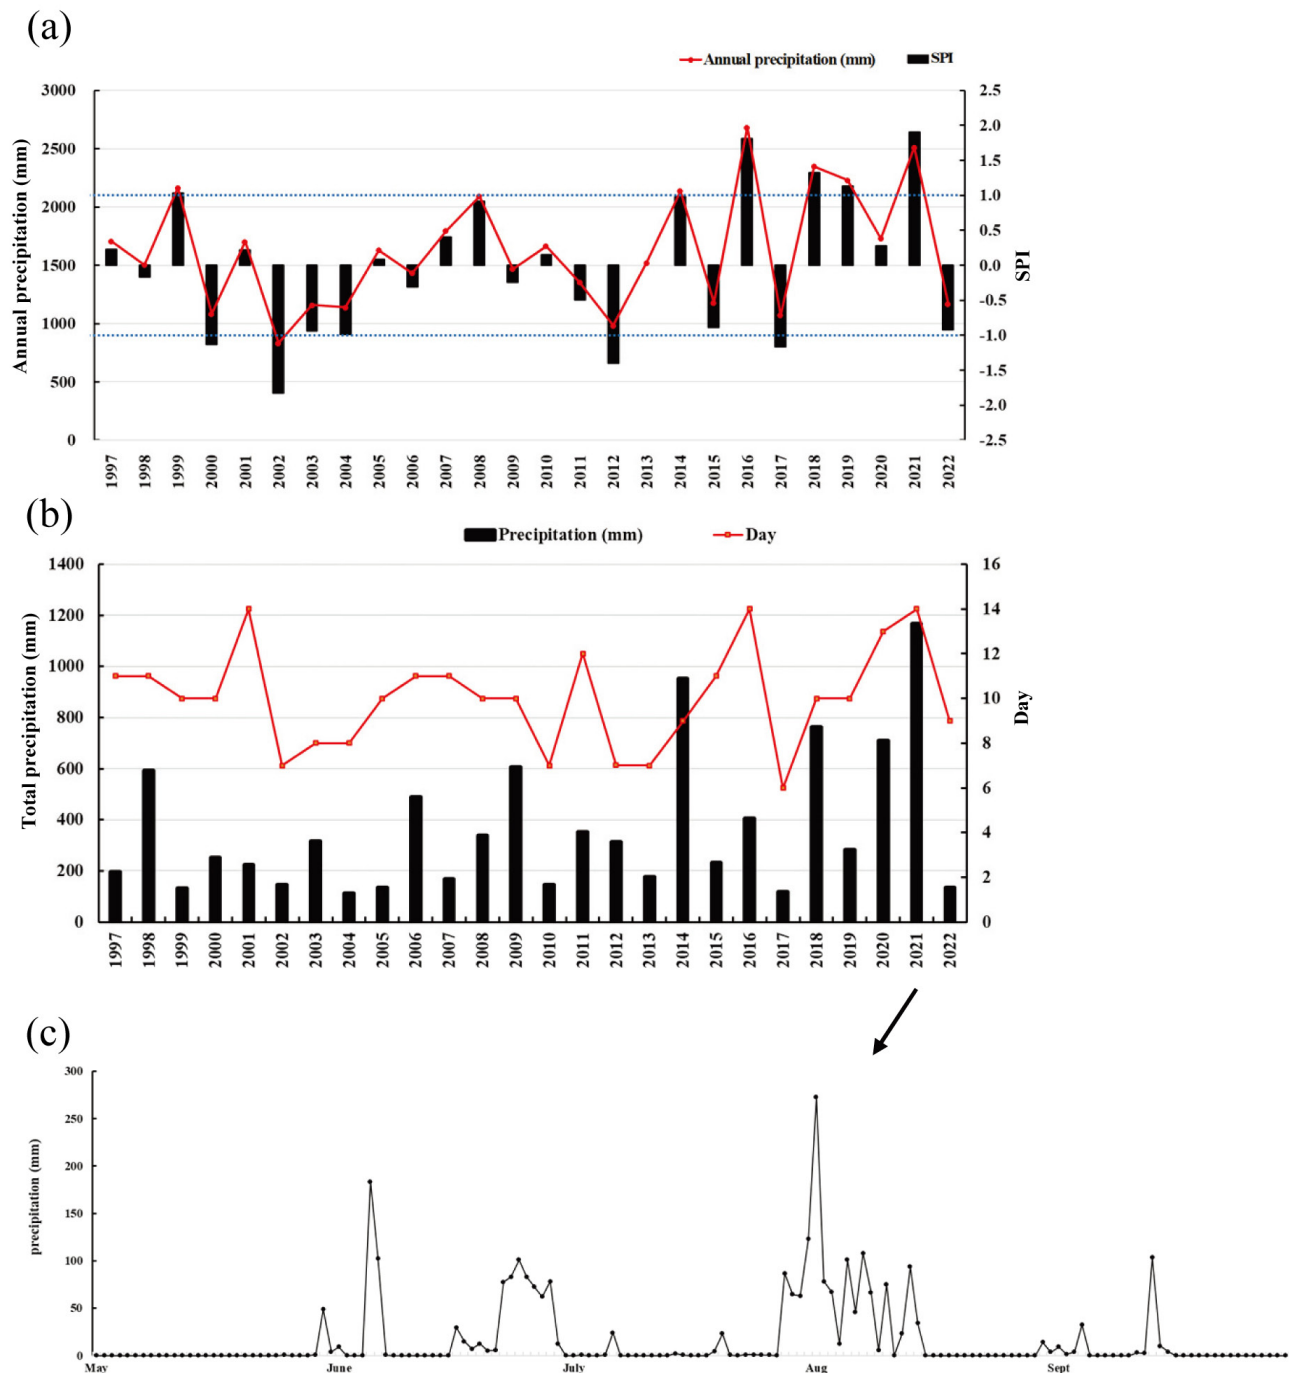 (a)
Annual precipitation (mm) SPI
3000 2.5
2.0
2500
1.5
2000 1.0
0.5
1500 0.0
-0.5
1000
-1.0
500 -1.5
-2.0
0 -2.5
Annual precipitation (mm)
SPI
1997 1998 1999 2000 2001 2002 2003 2004 2005 2006 2007 2008 2009 2010 2011 2012 2013 2014 2015 2016 2017 2018 2019 2020 2021 2022
(b)
Precipitation (mm) Day
1400 16
1200 14
12
1000
10
800
8
600
6
400
4
200 2
0 0
Total precipitation (mm)
Day
1997 1998 1999 2000 2001 2002 2003 2004 2005 2006 2007 2008 2009 2010 2011 2012 2013 2014 2015 2016 2017 2018 2019 2020 2021 2022
(c)
300
250
200
150
100
50
0
precipitation (mm)
May June July Aug Sept